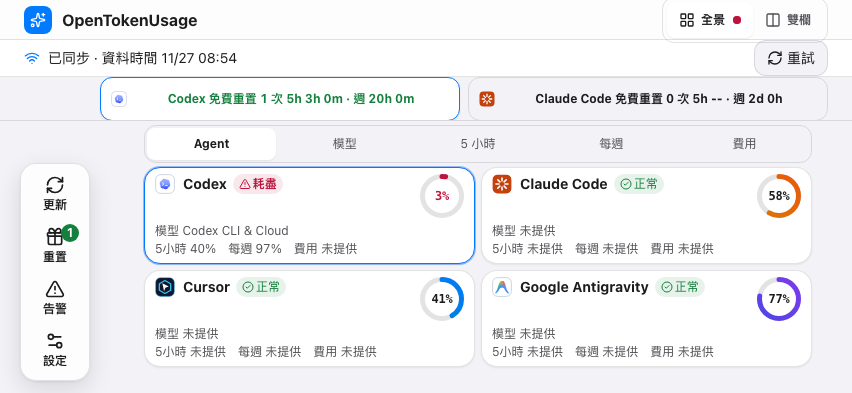 OpenTokenUsage
全景
雙欄
已同步 · 資料時間 11/27 08:54
重試
Codex 免費重置 1 次 5h 3h 0m · 週 20h 0m
Claude Code 免費重置 0 次 5h -- · 週 2d 0h
Agent
模型
5 小時
每週
費用
更新
重置
1
告警
設定
Codex
耗盡
3%
模型 Codex CLI & Cloud
5小時 40% 每週 97% 費用 未提供
Claude Code
正常
58%
模型 未提供
5小時 未提供 每週 未提供 費用 未提供
Cursor
正常
41%
模型 未提供
5小時 未提供 每週 未提供 費用 未提供
Google Antigravity
正常
77%
模型 未提供
5小時 未提供 每週 未提供 費用 未提供